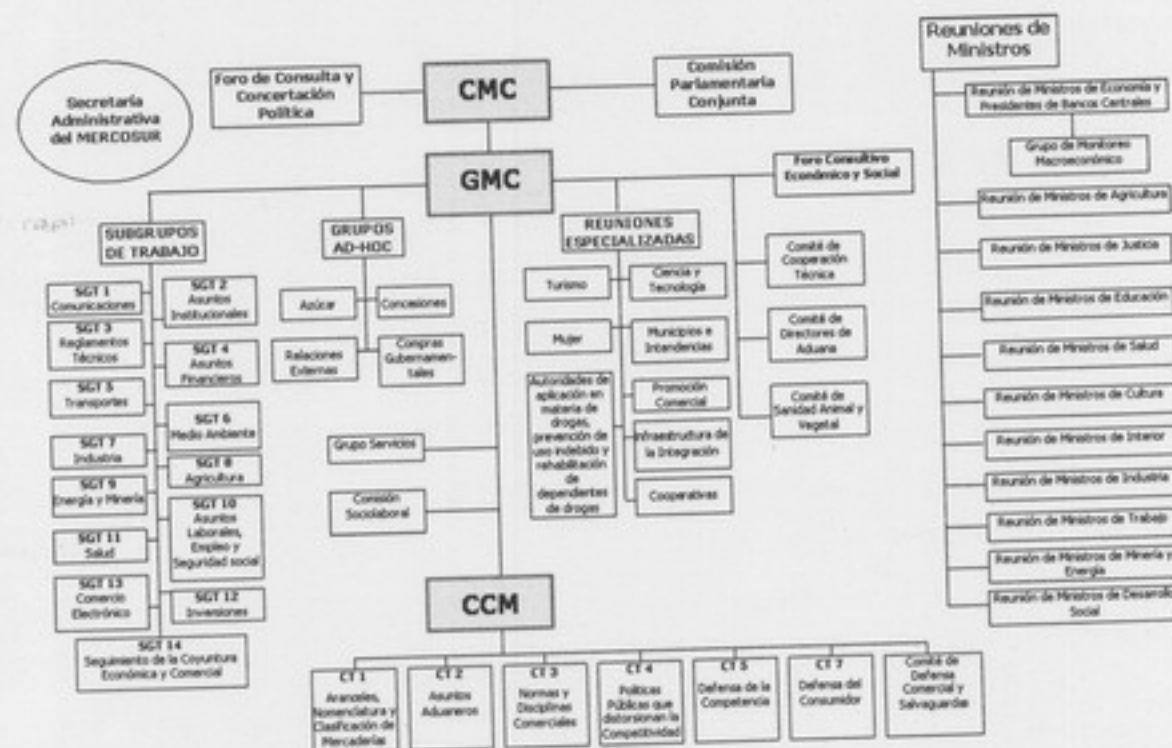 Secretaría
Administrativa
del MERCOSUR
Foro de Consulta y
Concertación
Política
CMC
Comisión
Parlamentaria
Conjunta
GMC
Foro Consultivo
Económico y Social
SUBGRUPOS
DE TRABAJO
SGT 1
Comunicaciones
SGT 2
Asuntos
Institucionales
SGT 3
Reglamentos
Técnicos
SGT 4
Asuntos
Financieros
SGT 5
Transportes
SGT 6
Medio Ambiente
SGT 7
Industria
SGT 8
Agricultura
SGT 9
Energía y Minería
SGT 10
Asuntos
Laborales,
Empleo y
Seguridad social
SGT 11
Salud
SGT 12
Inversiones
SGT 13
Comercio
Electrónico
SGT 14
Seguimiento de la Coyuntura
Económica y Comercial
GRUPOS
AD-HOC
Azúcar
Concesiones
Relaciones
Externas
Compras
Gubernamen-
tales
Grupo Servicios
Comisión
Sociolaboral
REUNIONES
ESPECIALIZADAS
Turismo
Ciencia y
Tecnología
Mujer
Municipios e
Intendencias
Autoridades de
aplicación en
materia de
drogas,
prevención de
uso indebido y
rehabilitación
de
dependientes
de drogas
Promoción
Comercial
Infraestructura de
la Integración
Cooperativas
Comité de
Cooperación
Técnica
Comité de
Directores de
Aduana
Comité de
Sanidad Animal y
Vegetal
CCM
CT 1
Aranceles,
Nomenclatura y
Clasificación de
Mercaderías
CT 2
Asuntos
Aduaneros
CT 3
Normas y
Disciplinas
Comerciales
CT 4
Políticas
Públicas que
distorsionan la
Competitividad
CT 5
Defensa de la
Competencia
CT 7
Defensa del
Consumidor
Comité de
Defensa
Comercial y
Salvaguardas
Reuniones de
Ministros
Reunión de Ministros de Economía y
Presidentes de Bancos Centrales
Grupo de Monitoreo
Macroeconómico
Reunión de Ministros de Agricultura
Reunión de Ministros de Justicia
Reunión de Ministros de Educación
Reunión de Ministros de Salud
Reunión de Ministros de Cultura
Reunión de Ministros de Interior
Reunión de Ministros de Industria
Reunión de Ministros de Trabajo
Reunión de Ministros de Minería y
Energía
Reunión de Ministros de Desarrollo
Social